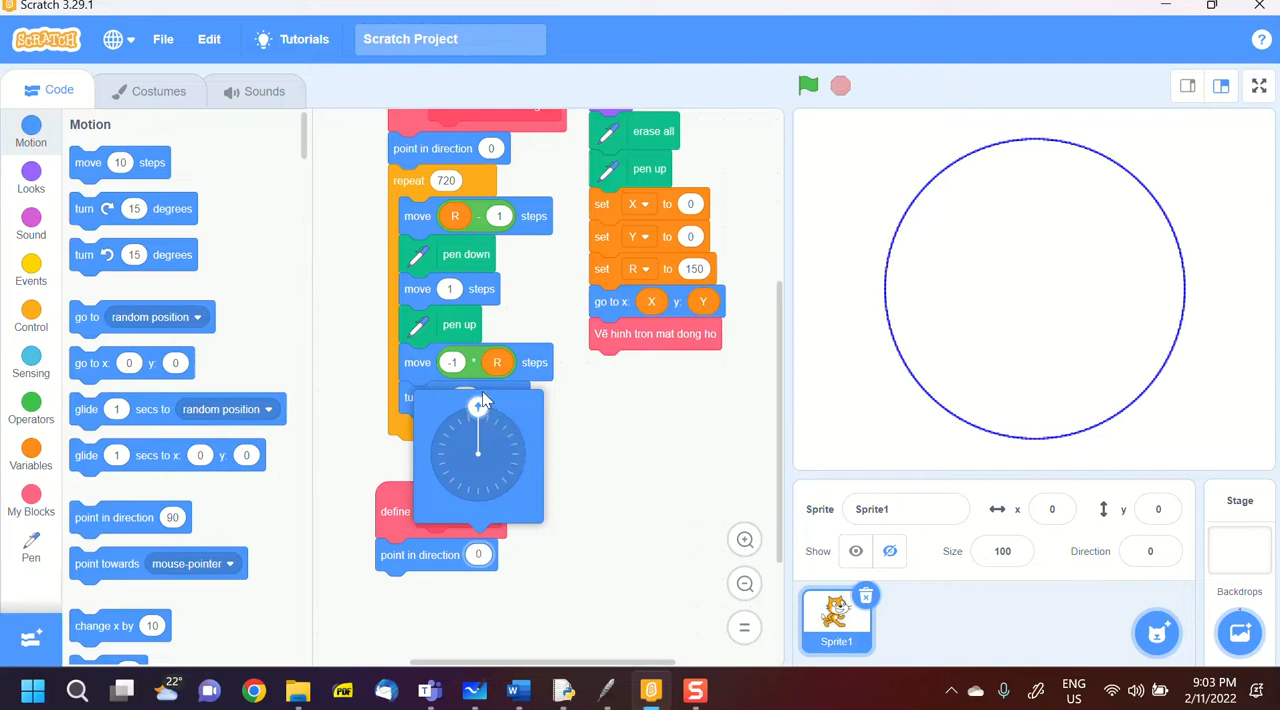 Scratch 3.29.1
SCRATCH File Edit Tutorials Scratch Project ?
Code Costumes Sounds
Motion
Looks
Sound
Events
Control
Sensing
Operators
Variables
My Blocks
Pen
Motion
move 10 steps
turn 15 degrees
turn 15 degrees
go to random position
go to x: 0 y: 0
glide 1 secs to random position
glide 1 secs to x: 0 y: 0
point in direction 90
point towards mouse-pointer
change x by 10
point in direction 0
repeat 720
move R - 1 steps
pen down
move 1 steps
pen up
move -1 * R steps
define
point in direction 0
erase all
pen up
set X to 0
set Y to 0
set R to 150
go to x: X y: Y
Vẽ hinh tron mat dong ho
Sprite Sprite1 x 0 y 0
Show Size 100 Direction 0
Sprite1
Stage
Backdrops
22°
PDF
S
ENG
US
9:03 PM
2/11/2022